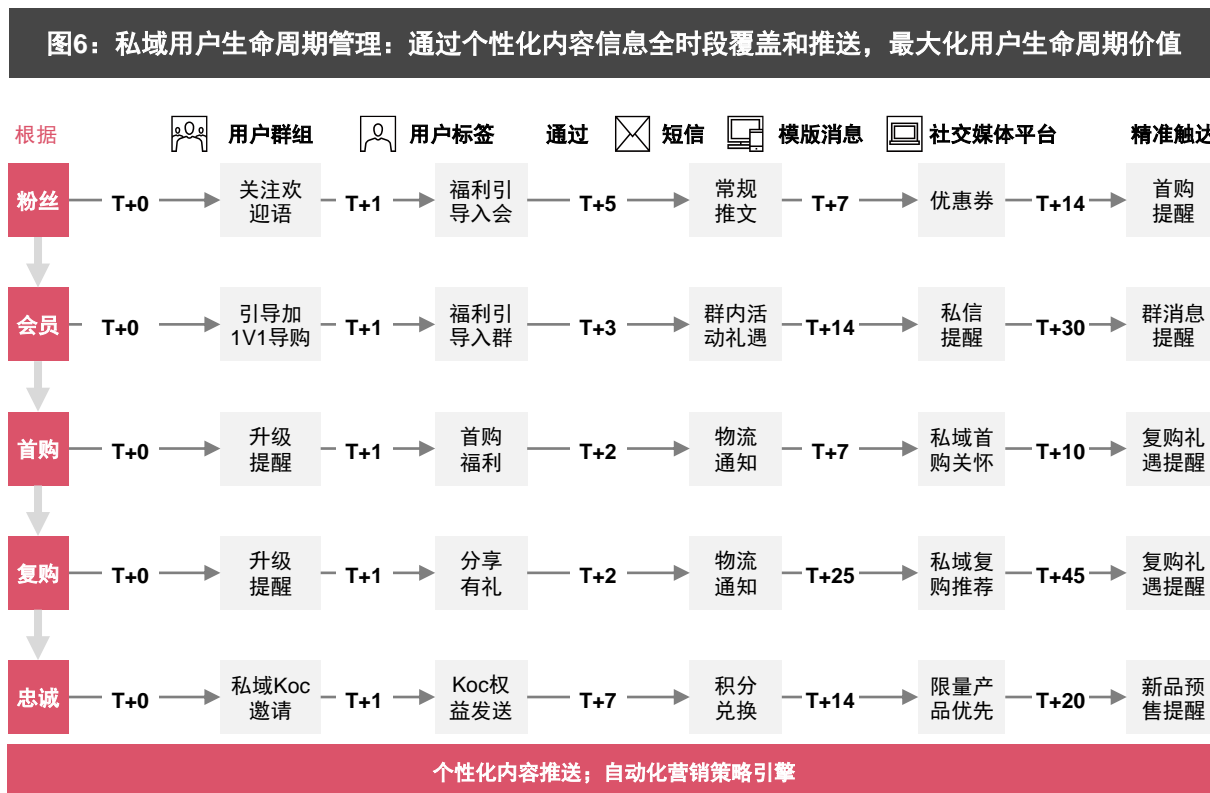 图6：私域用户生命周期管理：通过个性化内容信息全时段覆盖和推送，最大化用户生命周期价值
根据 用户群组 用户标签 通过 短信 模版消息 社交媒体平台 精准触达
粉丝 T+0 关注欢 T+1 福利引 T+5 常规 T+7 优惠券 T+14 首购
迎语 导入会 推文 提醒
会员 T+0 引导加 T+1 福利引 T+3 群内活 T+14 私信 T+30 群消息
1V1导购 导入群 动礼遇 提醒 提醒
首购 T+0 升级 T+1 首购 T+2 物流 T+7 私域首 T+10 复购礼
提醒 福利 通知 购关怀 遇提醒
复购 T+0 升级 T+1 分享 T+2 物流 T+25 私域复 T+45 复购礼
提醒 有礼 通知 购推荐 遇提醒
忠诚 T+0 私域Koc T+1 Koc权 T+7 积分 T+14 限量产 T+20 新品预
邀请 益发送 兑换 品优先 售提醒
个性化内容推送；自动化营销策略引擎